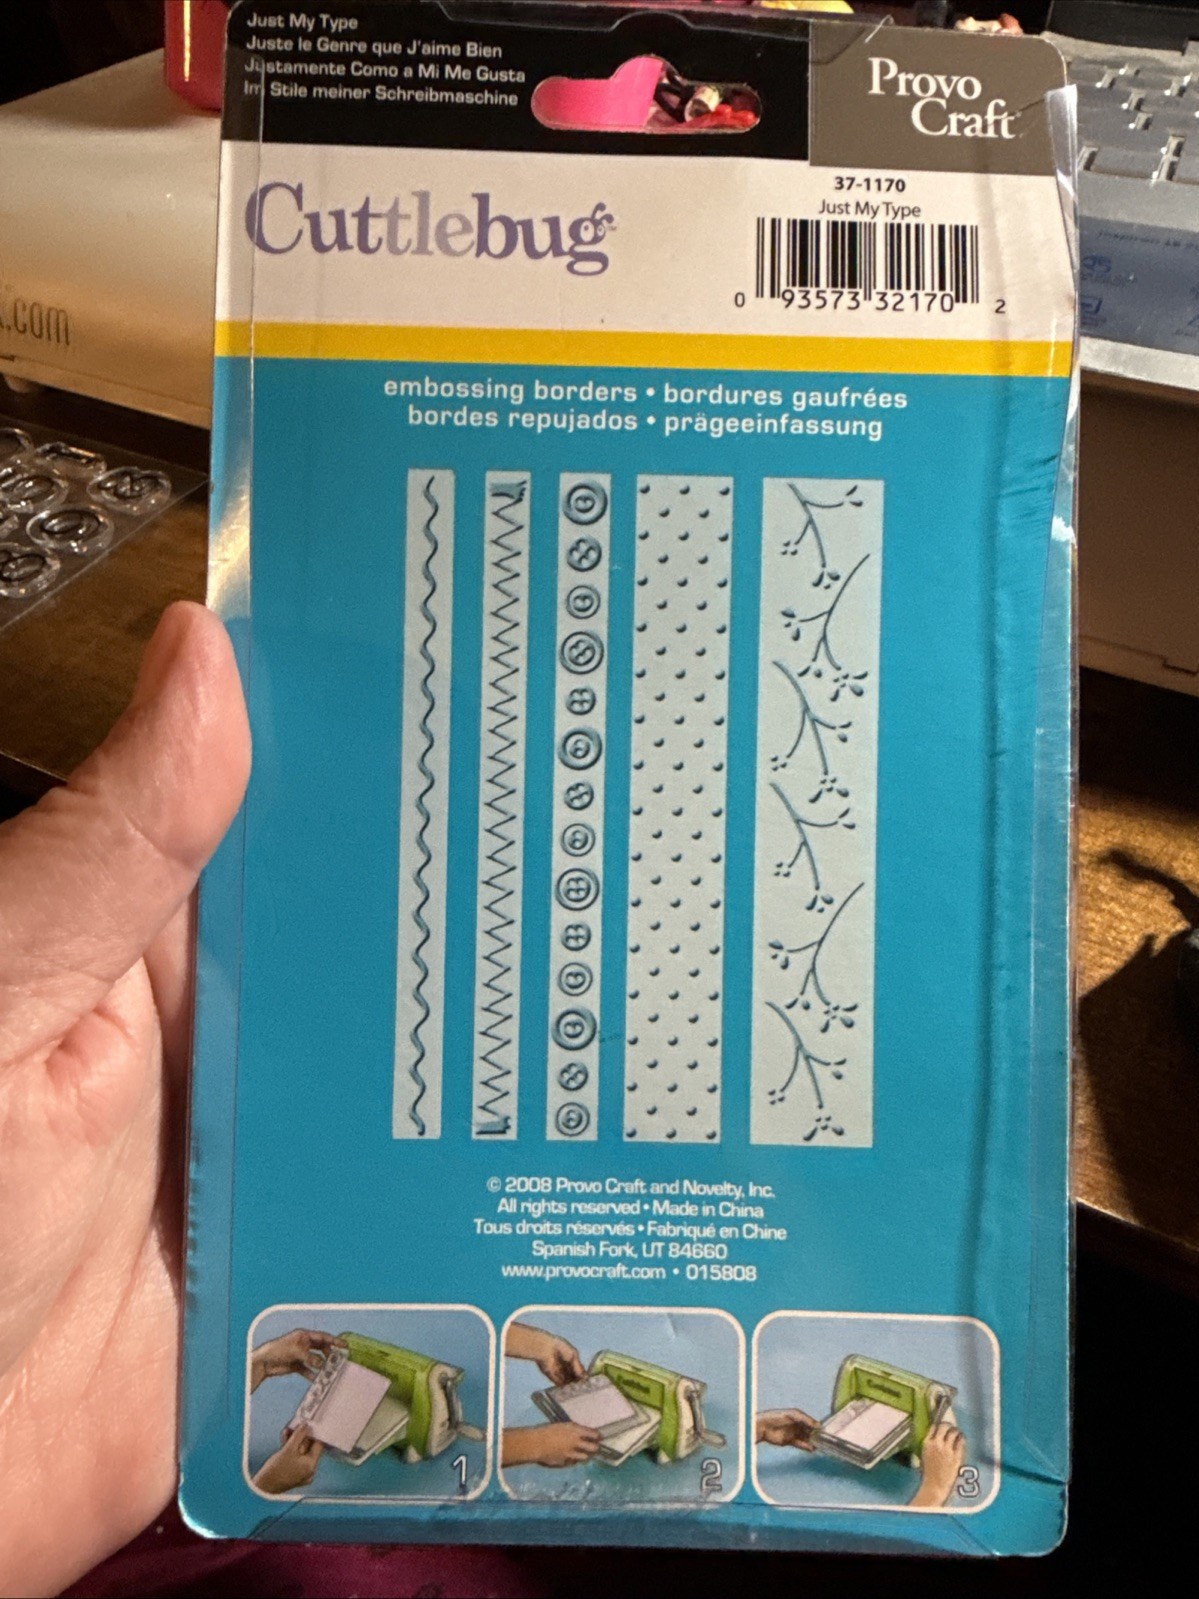 Just My Type
Juste le Genre que J'aime Bien
Justamente Como a Mi Me Gusta
Im Stile meiner Schreibmaschine
Provo
Craft
Cuttlebug
37-1170
Just My Type
0 93573 32170 2
.com
embossing borders • bordures gaufrées
bordes repujados • prägeeinfassung
© 2008 Provo Craft and Novelty, Inc.
All rights reserved • Made in China
Tous droits réservés • Fabriqué en Chine
Spanish Fork, UT 84660
www.provocraft.com • 015808
1
2
3